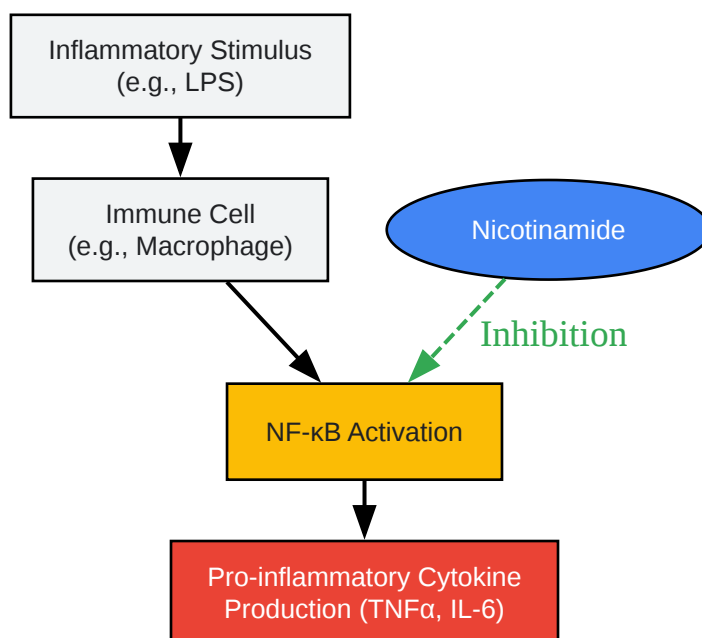 Inflammatory Stimulus
(e.g., LPS)
Immune Cell
(e.g., Macrophage)
Nicotinamide
Inhibition
NF-κB Activation
Pro-inflammatory Cytokine
Production (TNFα, IL-6)